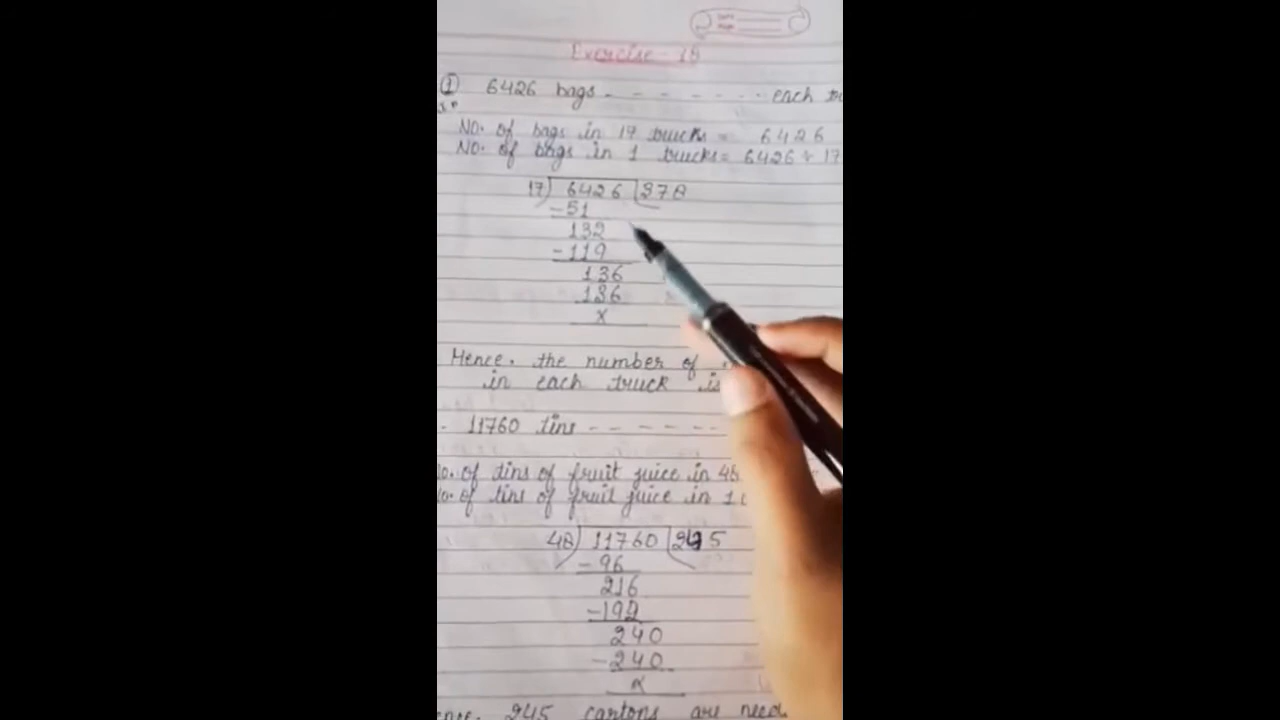 Exercise - 18
① 6426 bags - - - - - - - - each
No. of bags in 17 trucks = 6426
No. of bags in 1 trucks = 6426 ÷ 17
17) 6426 |378
-51
132
-119
136
136
x
Hence. the number of
in each truck is
11760 tins - - - - - - -
No. of tins of fruit juice in 48
No. of tins of fruit juice in 1
48) 11760 |245
-96
216
-192
240
-240
x
245 cartons are need